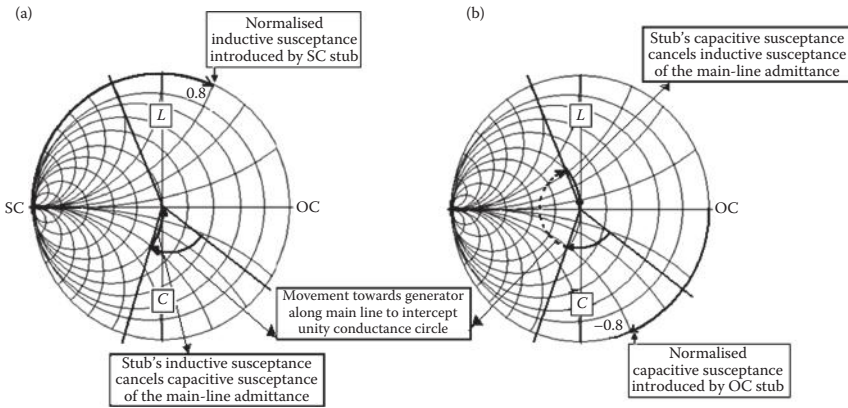 (a)
Normalised
inductive susceptance
introduced by SC stub
0.8
L
SC
OC
C
Stub's inductive susceptance
cancels capacitive susceptance
of the main-line admittance
Movement towards generator
along main line to intercept
unity conductance circle
(b)
Stub's capacitive susceptance
cancels inductive susceptance
of the main-line admittance
L
OC
C
−0.8
Normalised
capacitive susceptance
introduced by OC stub